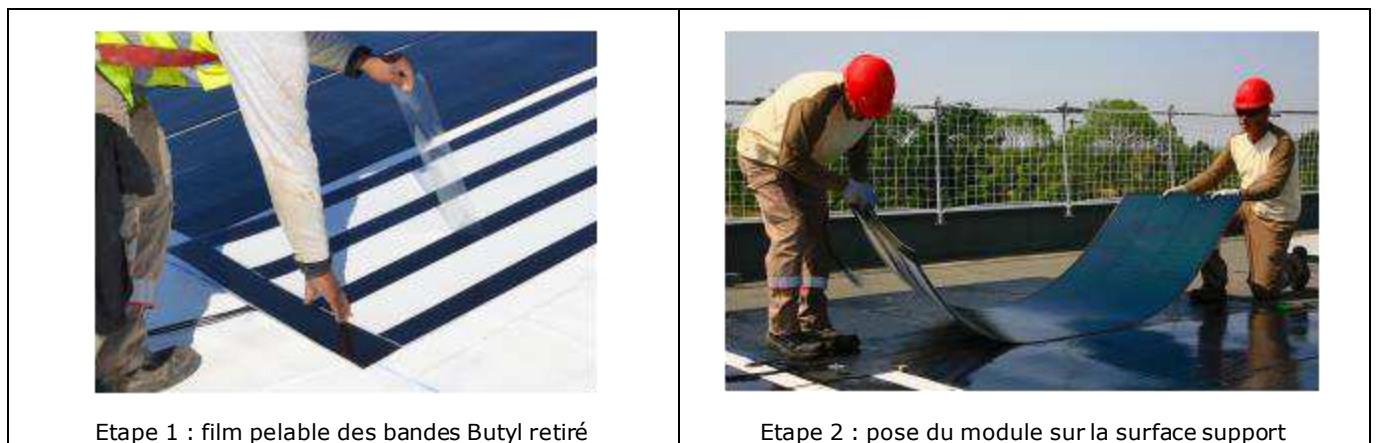 Etape 1 : film pelable des bandes Butyl retiré
Etape 2 : pose du module sur la surface support